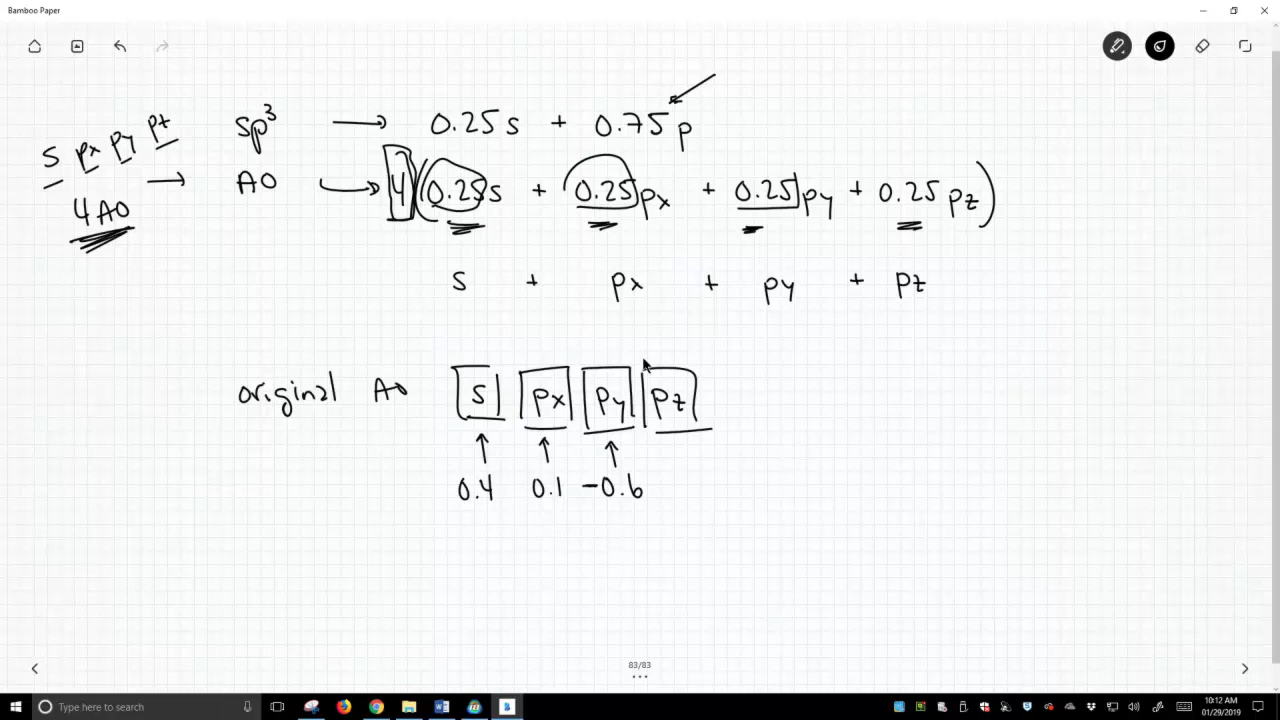 Bamboo Paper
s px py pz
sp³ → 0.25 s + 0.75 p
4 AO → AO → 4 (0.25 s + 0.25 px + 0.25 py + 0.25 pz)
s + px + py + pz
original AO s px py pz
0.4 0.1 -0.6
83/83
Type here to search
10:12 AM
01/29/2019